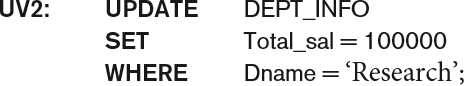 UV2: UPDATE DEPT_INFO
SET Total_sal = 100000
WHERE Dname = ‘Research’;